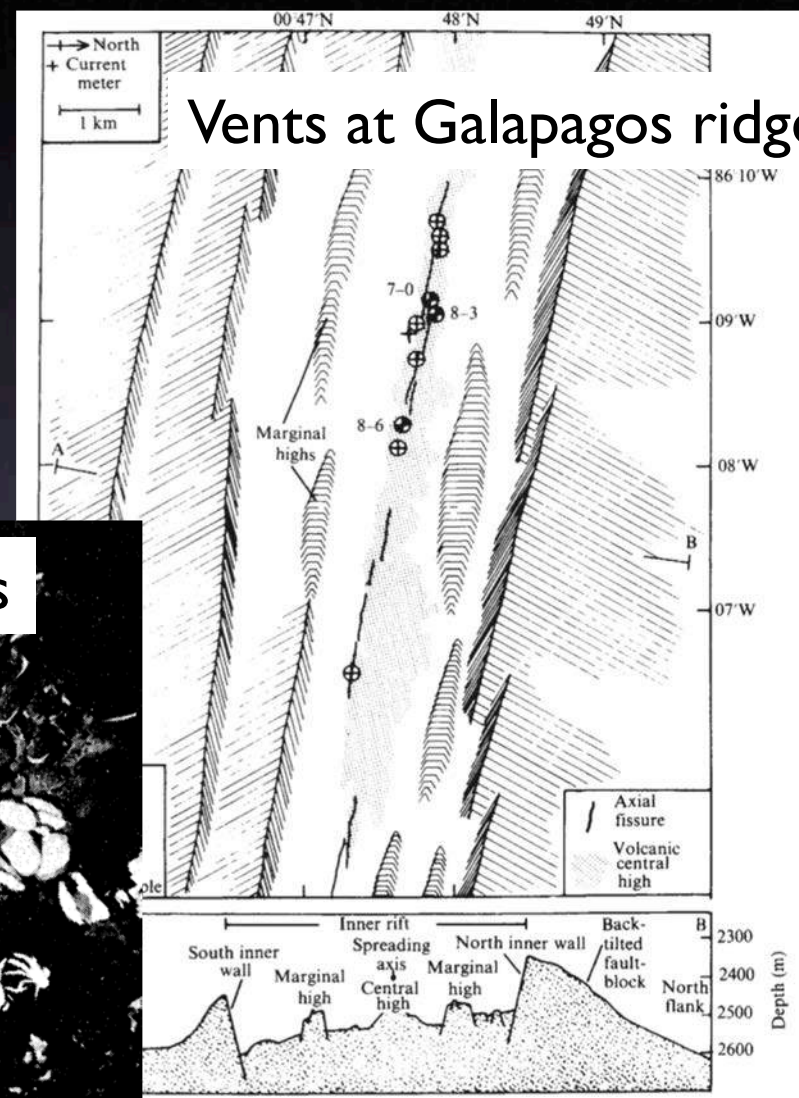 00°47'N 48'N 49'N
North
+ Current
meter
1 km
Vents at Galapagos ridge
86 10'W
7–0
8–3
09'W
Marginal
highs
8–6
A
08'W
B
07'W
s
Axial
fissure
Volcanic
central
high
ple
Inner rift
South inner
wall
Marginal
high
Spreading
axis
Central
high
Marginal
high
North inner wall
Back-
tilted
fault-
block
North
flank
B
2300
2400
2500
2600
Depth (m)